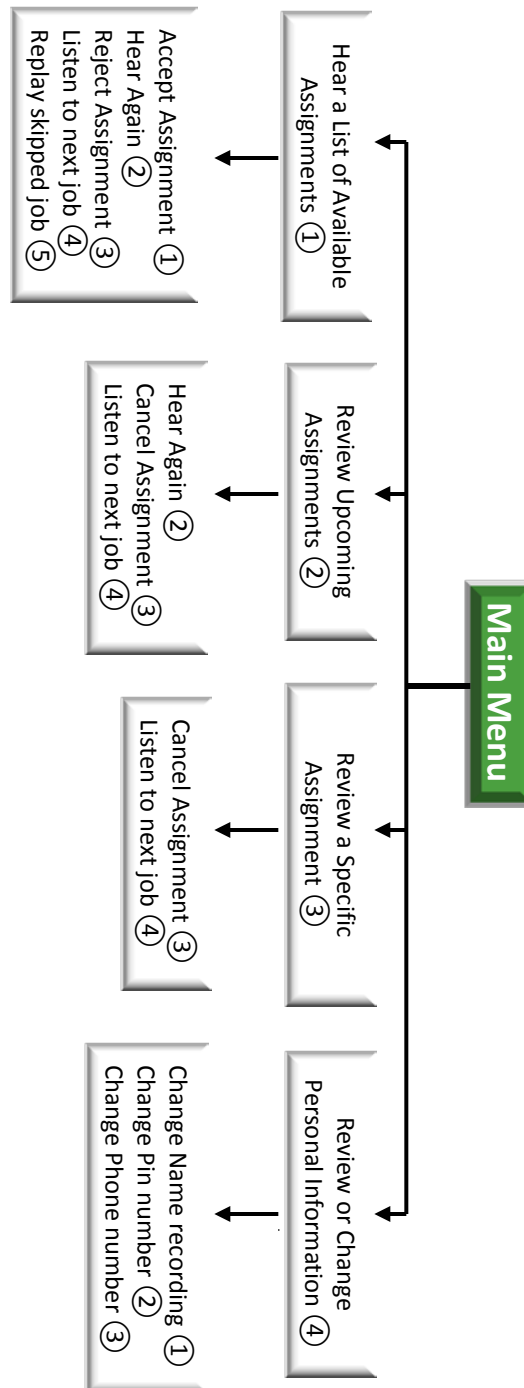 Main Menu
Hear a List of Available
Assignments ①
Accept Assignment ①
Hear Again ②
Reject Assignment ③
Listen to next job ④
Replay skipped job ⑤
Review Upcoming
Assignments ②
Hear Again ②
Cancel Assignment ③
Listen to next job ④
Review a Specific
Assignment ③
Cancel Assignment ③
Listen to next job ④
Review or Change
Personal Information ④
Change Name recording ①
Change Pin number ②
Change Phone number ③